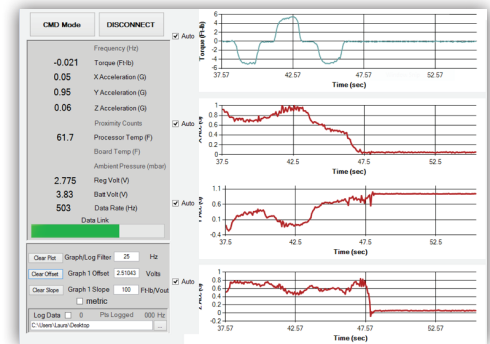 CMD Mode DISCONNECT
Frequency (Hz)
-0.021 Torque (Ft-lb)
0.05 X Acceleration (G)
0.95 Y Acceleration (G)
0.06 Z Acceleration (G)
Proximity Counts
61.7 Processor Temp (F)
Board Temp (F)
Ambient Pressure (mbar)
2.775 Reg Volt (V)
3.83 Batt Volt (V)
503 Data Rate (Hz)
Data Link
Clear Plot Graph/Log Filter 25 Hz
Clear Offset Graph 1 Offset 2.51043 Volts
Clear Slope Graph 1 Slope 100 FHb/Vout
metric
Log Data 0 Pts Logged 000 Hz
C:\Users\Laura\Desktop ...
Auto
Torque (Ft-lb)
6
4
2
0
-2
-4
-6
37.57 42.57 47.57 52.57
Time (sec)
Auto
1
0.8
0.6
0.4
0.2
0
37.5 42.5 47.5 52.5
Time (sec)
Auto
1.1
0.6
0.1
-0.4
37.5 42.5 47.5 52.5
Time (sec)
Auto
0.8
0.6
0.4
0.2
0
-0.2
37.57 42.57 47.57 52.57
Time (sec)